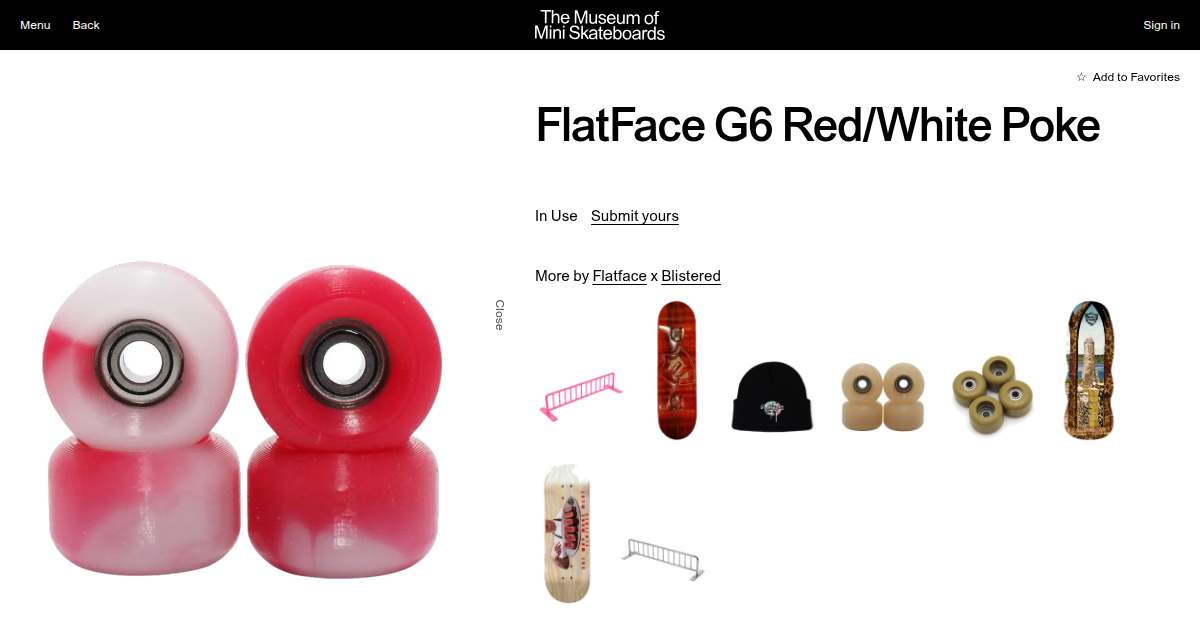 Menu
Back
The Museum of
Mini Skateboards
Sign in
☆ Add to Favorites
FlatFace G6 Red/White Poke
In Use Submit yours
More by Flatface x Blistered
Close